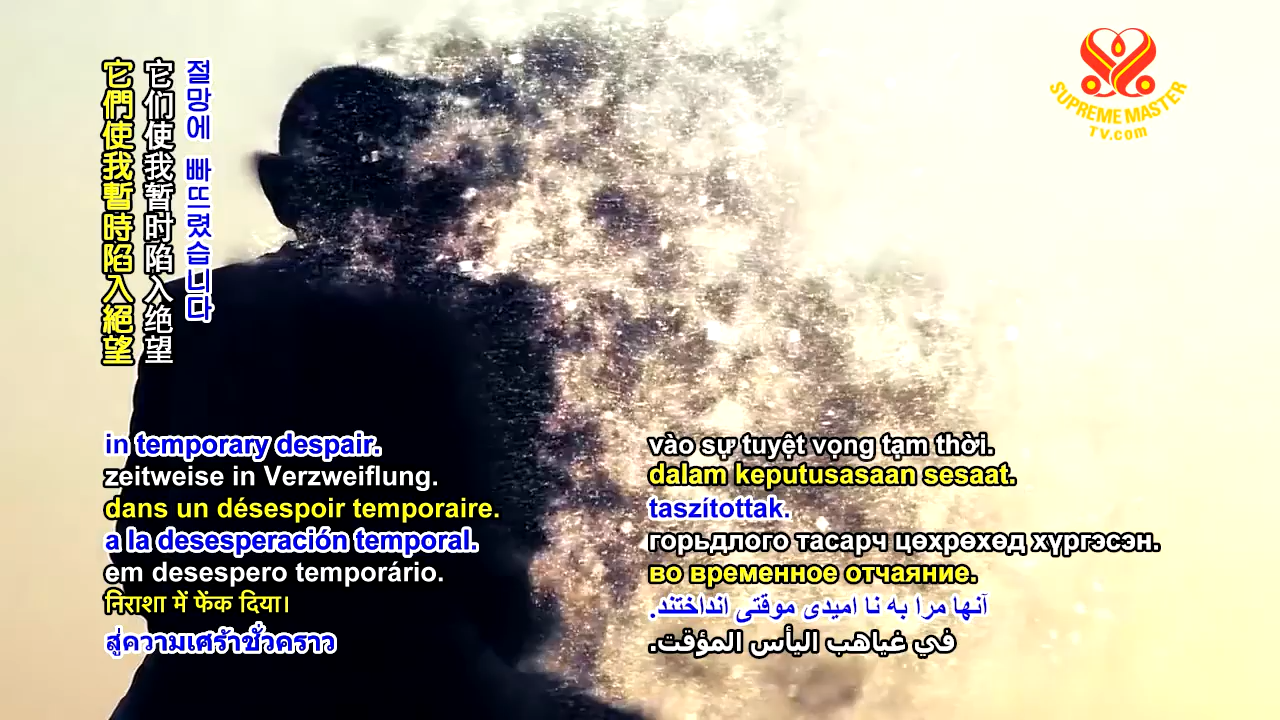 它們使我暫時陷入絕望
它们使我暂时陷入绝望
절망에 빠뜨렸습니다
SUPREME MASTER
TV.com
in temporary despair.
zeitweise in Verzweiflung.
dans un désespoir temporaire.
a la desesperación temporal.
em desespero temporário.
निराशा में फेंक दिया।
สู่ความเศร้าชั่วคราว
vào sự tuyệt vọng tạm thời.
dalam keputusasaan sesaat.
taszítottak.
горьдлого тасарч цөхрөхөд хүргэсэн.
во временное отчаяние.
آنها مرا به نا امیدی موقتی انداختند.
في غياهب اليأس المؤقت.